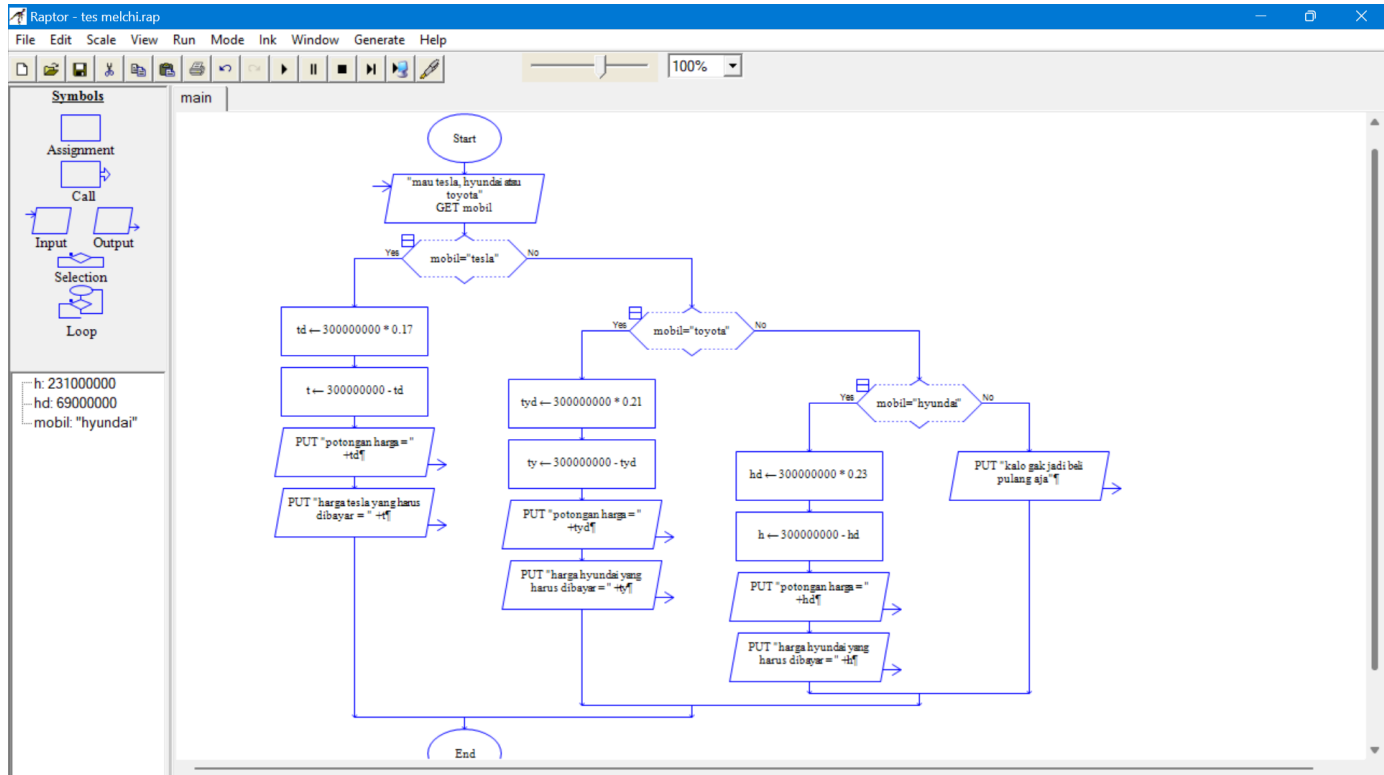 Raptor - tes melchi.rap
File Edit Scale View Run Mode Ink Window Generate Help
100%
Symbols
Assignment
Call
Input Output
Selection
Loop
h: 231000000
hd: 69000000
mobil: "hyundai"
main
Start
"mau tesla, hyundai atau
toyota"
GET mobil
Yes
mobil="tesla"
No
td ← 300000000 * 0.17
t ← 300000000 - td
PUT "potongan harga = "
+td¶
PUT "harga tesla yang harus
dibayar = " +t¶
Yes
mobil="toyota"
No
tyd ← 300000000 * 0.21
ty ← 300000000 - tyd
PUT "potongan harga = "
+tyd¶
PUT "harga hyundai yang
harus dibayar = " +ty¶
Yes
mobil="hyundai"
No
hd ← 300000000 * 0.23
h ← 300000000 - hd
PUT "potongan harga = "
+hd¶
PUT "harga hyundai yang
harus dibayar = " +h¶
PUT "kalo gak jadi beli
pulang aja"¶
End